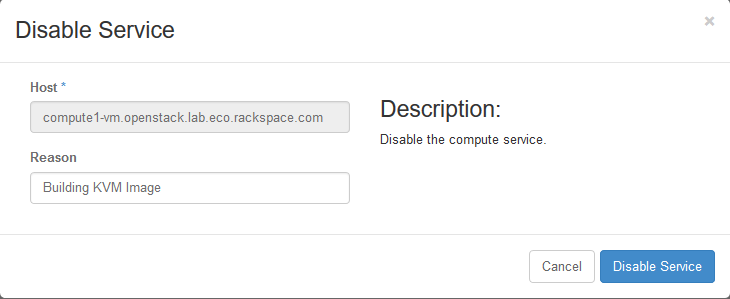 Disable Service
×
Host *
compute1-vm.openstack.lab.eco.rackspace.com
Reason
Building KVM Image
Description:
Disable the compute service.
Cancel
Disable Service